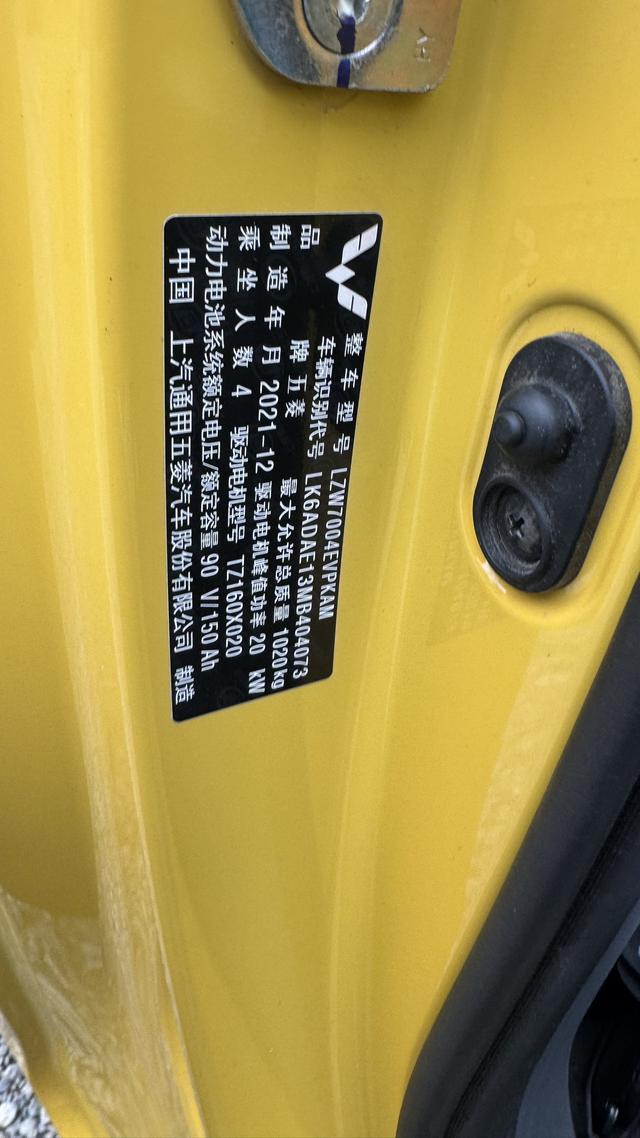 整车型号 LZW7004EVPKAM
车辆识别代号 LK6ADAE13MB404073
品牌 五菱 最大允许总质量 1020kg
制造年月 2021-12 驱动电机峰值功率 20 kW
乘坐人数 4 驱动电机型号 TZ160X020
动力电池系统额定电压/额定容量 90 V/150 Ah
中国 上汽通用五菱汽车股份有限公司 制造